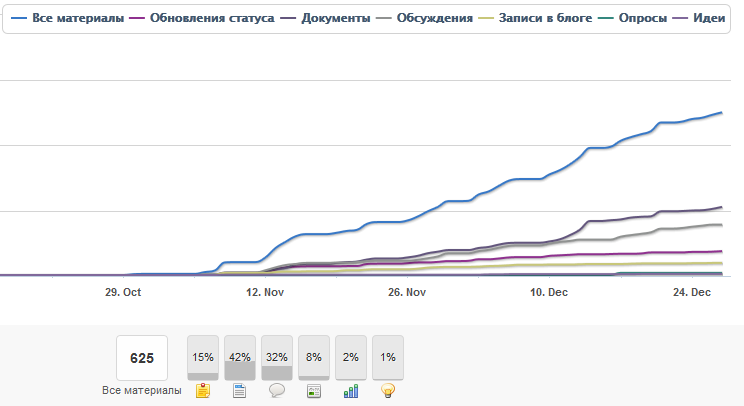 Все материалы Обновления статуса Документы Обсуждения Записи в блоге Опросы Идеи
29. Oct 12. Nov 26. Nov 10. Dec 24. Dec
625 15% 42% 32% 8% 2% 1%
Все материалы